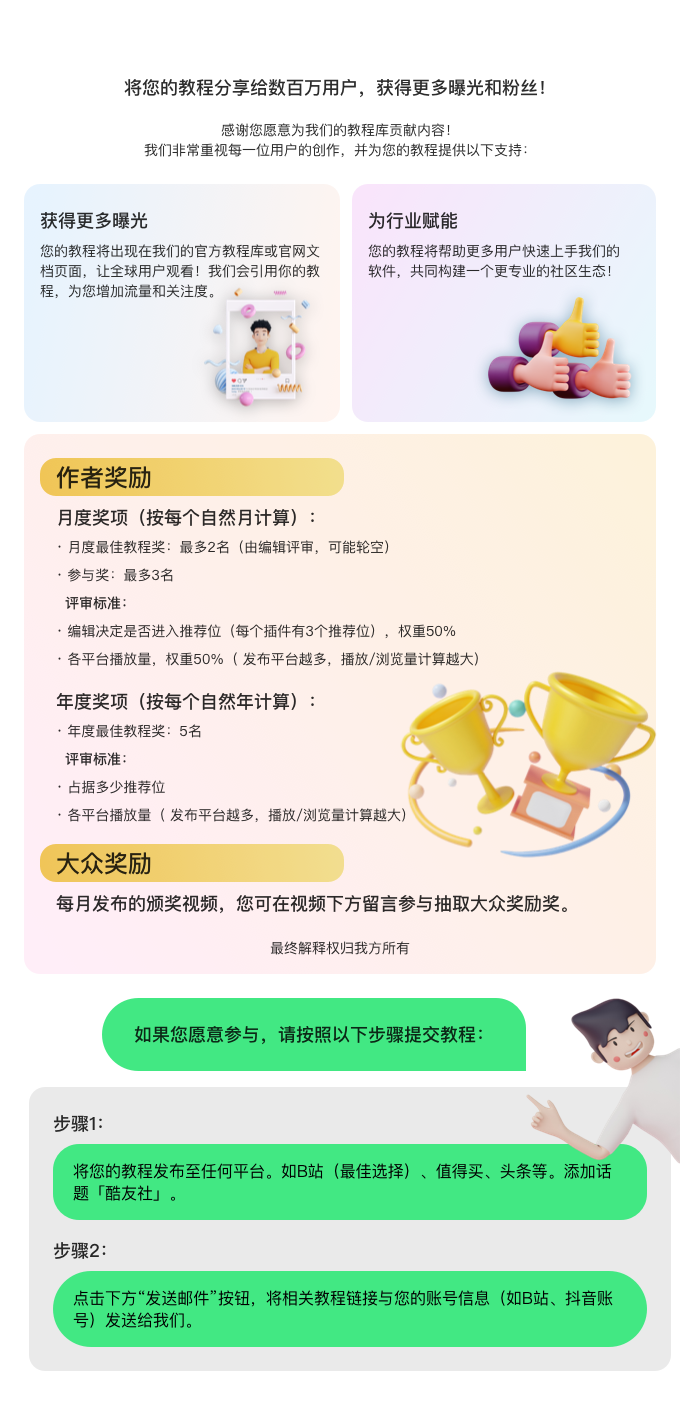 将您的教程分享给数百万用户，获得更多曝光和粉丝！
感谢您愿意为我们的教程库贡献内容！
我们非常重视每一位用户的创作，并为您的教程提供以下支持：
获得更多曝光
您的教程将出现在我们的官方教程库或官网文
档页面，让全球用户观看！我们会引用你的教
程，为您增加流量和关注度。
为行业赋能
您的教程将帮助更多用户快速上手我们的
软件，共同构建一个更专业的社区生态！
作者奖励
月度奖项（按每个自然月计算）：
· 月度最佳教程奖：最多2名（由编辑评审，可能轮空）
· 参与奖：最多3名
评审标准：
· 编辑决定是否进入推荐位（每个插件有3个推荐位），权重50%
· 各平台播放量，权重50%（ 发布平台越多，播放/浏览量计算越大）
年度奖项（按每个自然年计算）：
· 年度最佳教程奖：5名
评审标准：
· 占据多少推荐位
· 各平台播放量（ 发布平台越多，播放/浏览量计算越大）
大众奖励
每月发布的颁奖视频，您可在视频下方留言参与抽取大众奖励奖。
最终解释权归我方所有
如果您愿意参与，请按照以下步骤提交教程：
步骤1：
将您的教程发布至任何平台。如B站（最佳选择）、值得买、头条等。添加话
题「酷友社」。
步骤2：
点击下方“发送邮件”按钮，将相关教程链接与您的账号信息（如B站、抖音账
号）发送给我们。